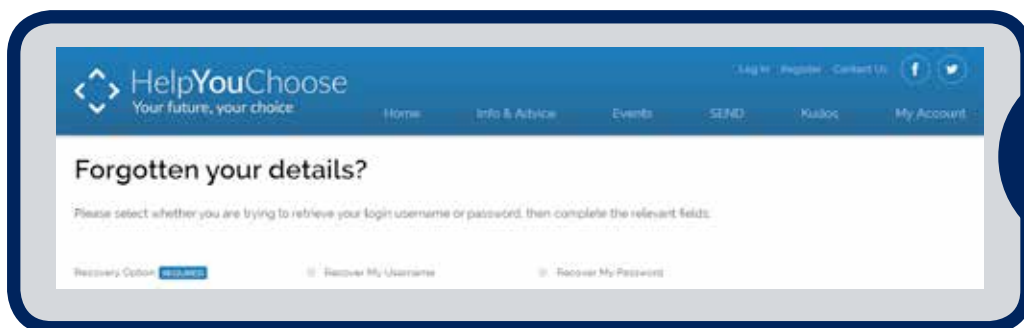 HelpYouChoose
Your future, your choice
Log In Register Contact Us
Home Info & Advice Events SEND Kudos My Account
Forgotten your details?
Please select whether you are trying to retrieve your login username or password, then complete the relevant fields.
Recovery Option REQUIRED Recover My Username Recover My Password